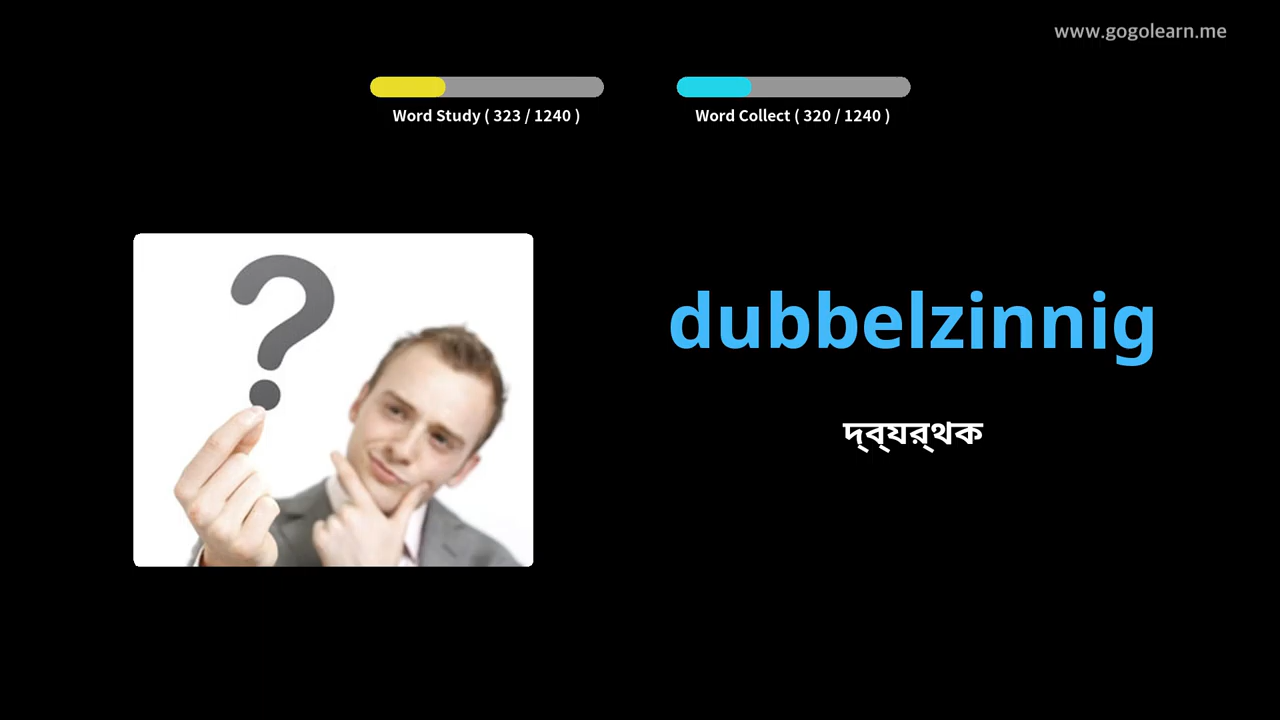 www.gogolearn.me
Word Study ( 323 / 1240 )
Word Collect ( 320 / 1240 )
dubbelzinnig
দ্ব্যর্থক